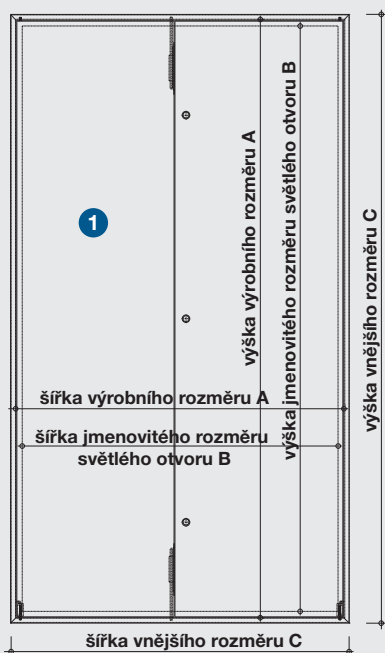 1
výška výrobního rozměru A
výška jmenovitého rozměru světlého otvoru B
výška vnějšího rozměru C
šířka výrobního rozměru A
šířka jmenovitého rozměru
světlého otvoru B
šířka vnějšího rozměru C